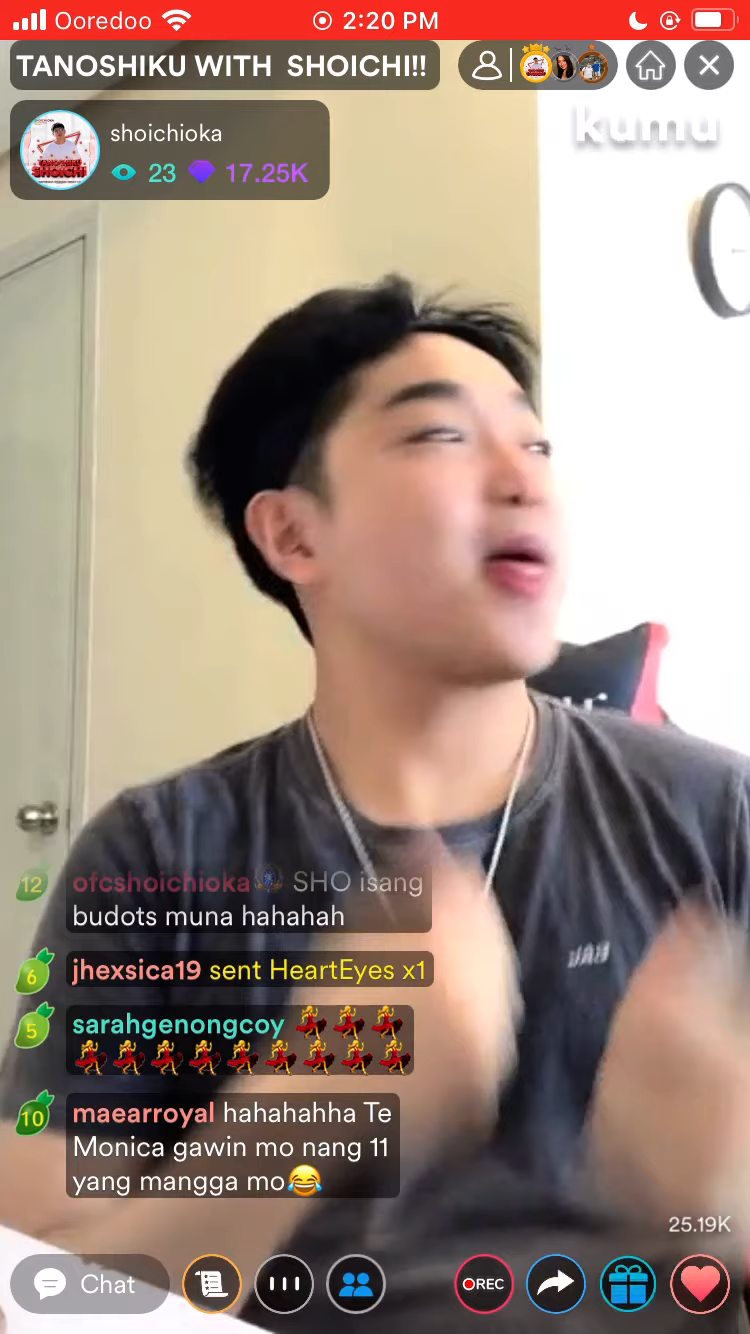 Ooredoo
2:20 PM
TANOSHIKU WITH SHOICHI!!
kumu
shoichioka
23 17.25K
TANOSHIKU
SHOICHI
12 ofcshoichioka SHO isang
budots muna hahahah
6 jhexsica19 sent HeartEyes x1
5 sarahgenongcoy
10 maearroyal hahahahha Te
Monica gawin mo nang 11
yang mangga mo😂
25.19K
Chat
REC